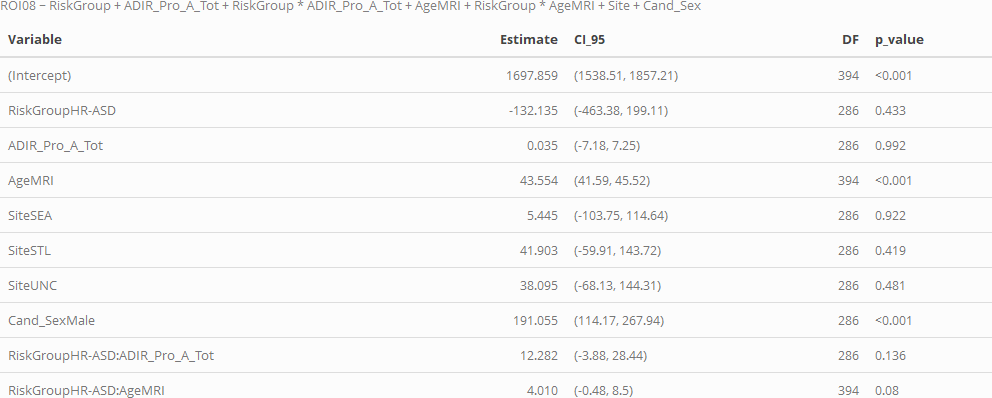 ROI08 ~ RiskGroup + ADIR_Pro_A_Tot + RiskGroup * ADIR_Pro_A_Tot + AgeMRI + RiskGroup * AgeMRI + Site + Cand_Sex
Variable Estimate CI_95 DF p_value
(Intercept) 1697.859 (1538.51, 1857.21) 394 <0.001
RiskGroupHR-ASD -132.135 (-463.38, 199.11) 286 0.433
ADIR_Pro_A_Tot 0.035 (-7.18, 7.25) 286 0.992
AgeMRI 43.554 (41.59, 45.52) 394 <0.001
SiteSEA 5.445 (-103.75, 114.64) 286 0.922
SiteSTL 41.903 (-59.91, 143.72) 286 0.419
SiteUNC 38.095 (-68.13, 144.31) 286 0.481
Cand_SexMale 191.055 (114.17, 267.94) 286 <0.001
RiskGroupHR-ASD:ADIR_Pro_A_Tot 12.282 (-3.88, 28.44) 286 0.136
RiskGroupHR-ASD:AgeMRI 4.010 (-0.48, 8.5) 394 0.08